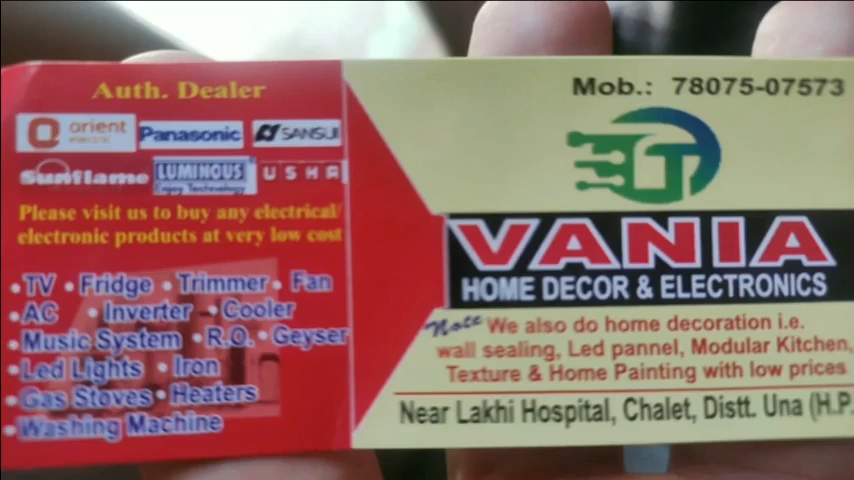 Auth. Dealer
orient
Panasonic
SANSUI
Sunflame
LUMINOUS
Enjoy Technology
USHA
Please visit us to buy any electrical/
electronic products at very low cost
•TV •Fridge •Trimmer •Fan
•AC •Inverter •Cooler
•Music System •R.O. •Geyser
•Led Lights •Iron
•Gas Stoves •Heaters
•Washing Machine
Mob.: 78075-07573
VANIA
HOME DECOR & ELECTRONICS
Note We also do home decoration i.e.
wall sealing, Led pannel, Modular Kitchen,
Texture & Home Painting with low prices
Near Lakhi Hospital, Chalet, Distt. Una (H.P.